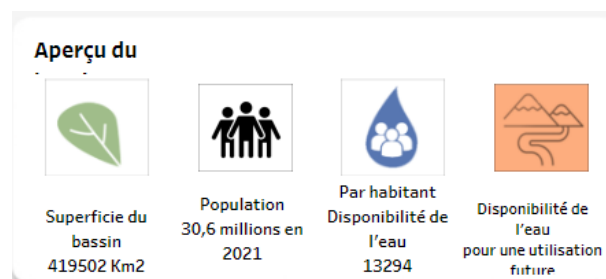 Aperçu du
Superficie du
bassin
419502 Km2
Population
30,6 millions en
2021
Par habitant
Disponibilité de
l'eau
13294
Disponibilité de
l'eau
pour une utilisation
future